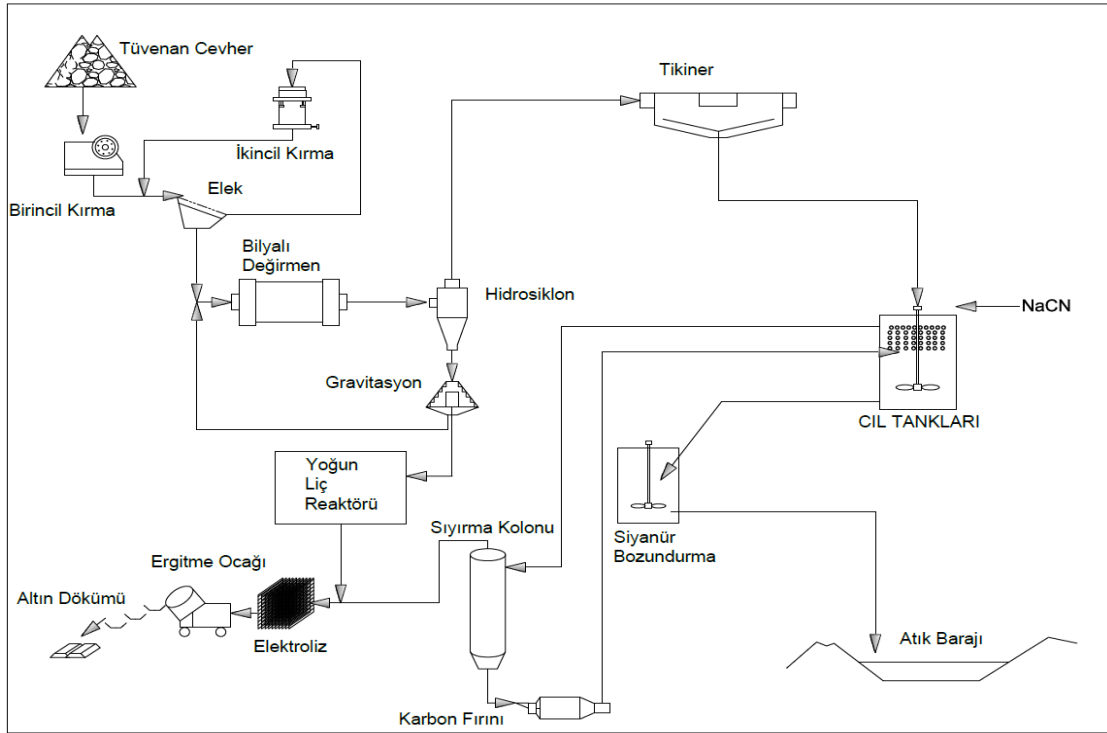 Tüvenan Cevher
Tikiner
İkincil Kırma
Elek
Birincil Kırma
Bilyalı
Değirmen
Hidrosiklon
NaCN
Gravitasyon
CIL TANKLARI
Yoğun
Liç
Reaktörü
Sıyırma Kolonu
Siyanür
Bozundurma
Ergitme Ocağı
Altın Dökümü
Elektroliz
Atık Barajı
Karbon Fırını